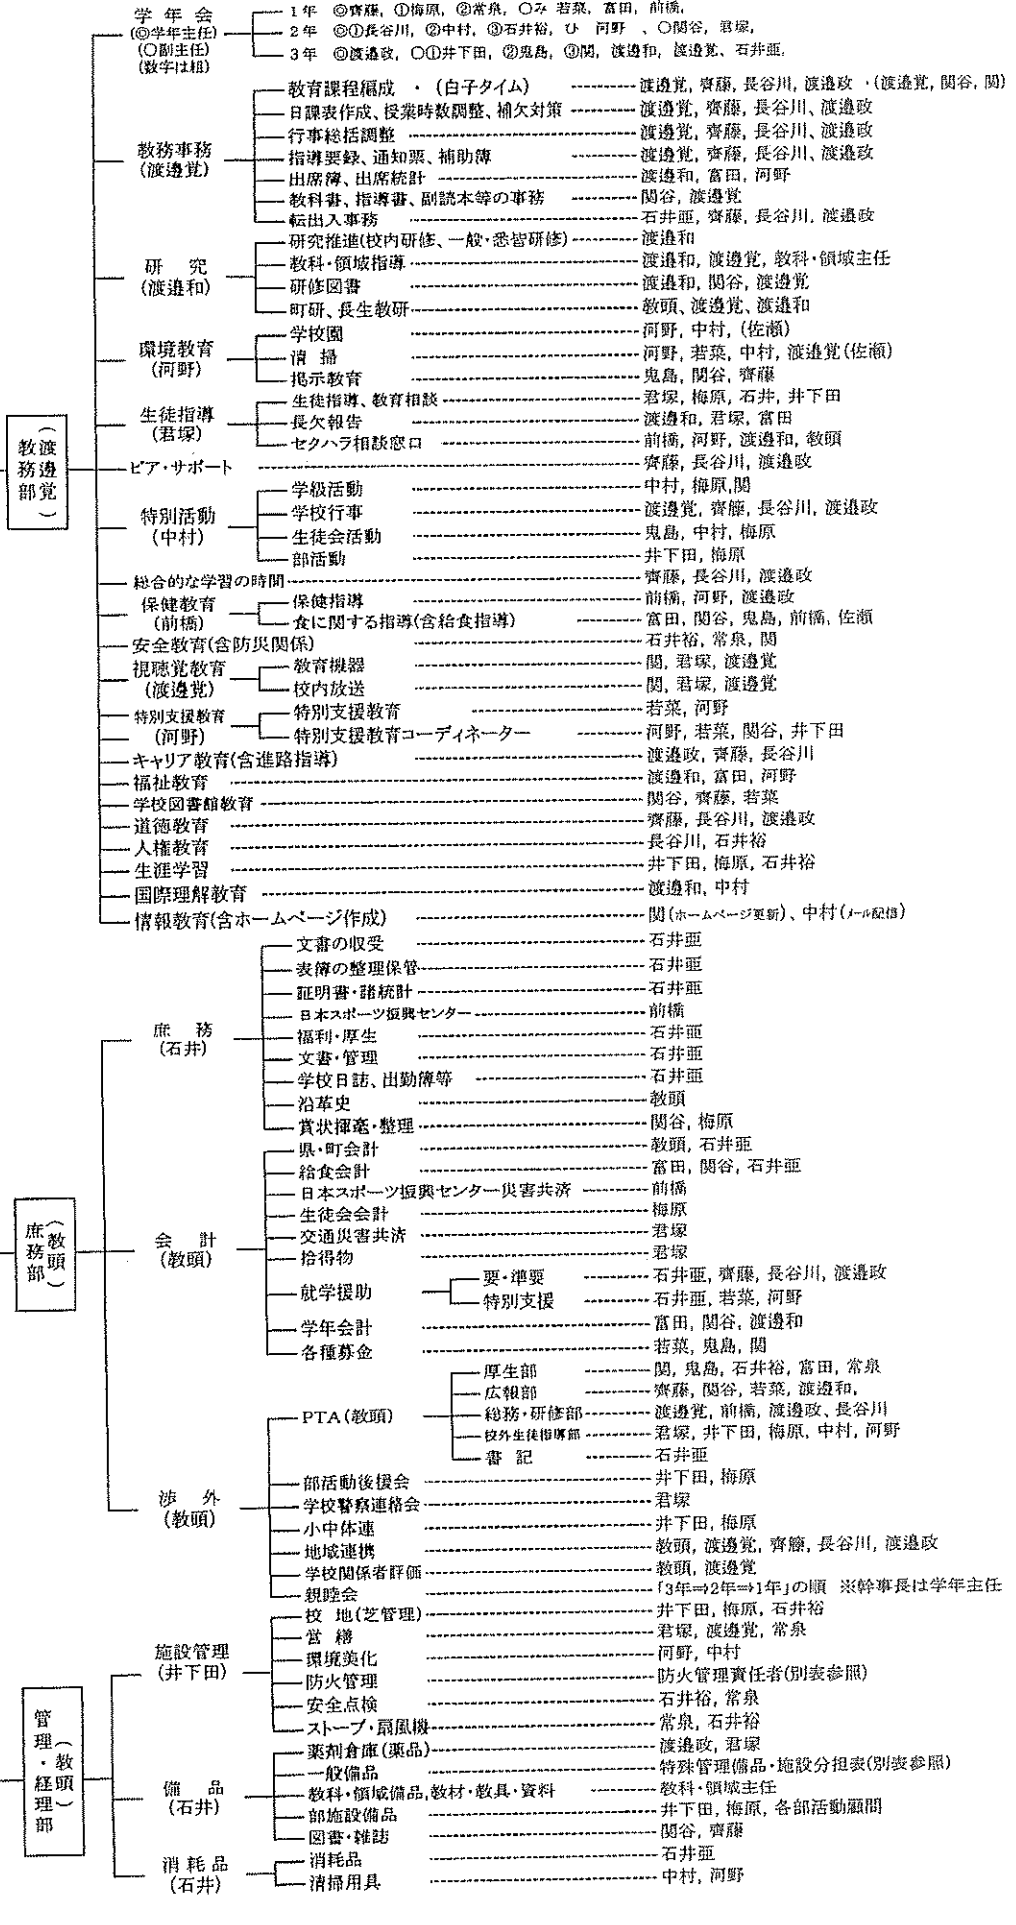 学年会 1年 ◎齊藤, ①梅原, ②常泉, ○み 若菜, 富田, 前橋,
(◎学年主任) 2年 ◎①長谷川, ②中村, ③石井裕, ひ 河野 、 ○関谷, 君塚,
(○副主任) 3年 ◎渡邉政, ○①井下田, ②鬼島, ③関, 渡邉和, 渡邉覚、石井亜,
(数字は組)
教務部(渡邉覚)
教務事務(渡邉覚)
教育課程編成 ・ (白子タイム) 渡邉覚, 齊藤, 長谷川, 渡邉政 ・(渡邉覚, 関谷, 関)
日課表作成、授業時数調整、補欠対策 渡邉覚, 齊藤, 長谷川、渡邉政
行事総括調整 渡邉覚, 齊藤, 長谷川、渡邉政
指導要録、通知票、補助簿 渡邉覚, 齊藤, 長谷川、渡邉政
出席簿、出席統計 渡邉和, 富田, 河野
教科書、指導書、副読本等の事務 関谷, 渡邉覚
転出入事務 石井亜, 齊藤, 長谷川, 渡邉政
研究(渡邉和)
研究推進(校内研修、一般・悉皆研修) 渡邉和
教科・領域指導 渡邉和, 渡邉覚, 教科・領域主任
研修図書 渡邉和, 関谷, 渡邉覚
町研、長生教研 教頭、渡邉覚、渡邉和
環境教育(河野)
学校園 河野, 中村, (佐瀬)
清 掃 河野, 若菜, 中村, 渡邉覚(佐瀬)
掲示教育 鬼島, 関谷, 齊藤
生徒指導(君塚)
生徒指導、教育相談 君塚, 梅原, 石井, 井下田
長欠報告 渡邉和, 君塚, 富田
セクハラ相談窓口 前橋, 河野, 渡邉和, 教頭
ピア・サポート 齊藤, 長谷川, 渡邉政
特別活動(中村)
学級活動 中村, 梅原,関
学校行事 渡邉覚, 齊藤, 長谷川, 渡邉政
生徒会活動 鬼島, 中村, 梅原
部活動 井下田, 梅原
総合的な学習の時間 齊藤, 長谷川, 渡邉政
保健教育(前橋)
保健指導 前橋, 河野, 渡邉政
食に関する指導(含給食指導) 富田, 関谷, 鬼島, 前橋, 佐瀬
安全教育(含防災関係) 石井裕, 常泉, 関
視聴覚教育(渡邉覚)
教育機器 関, 君塚, 渡邉覚
校内放送 関, 君塚, 渡邉覚
特別支援教育(河野)
特別支援教育 若菜, 河野
特別支援教育コーディネーター 河野, 若菜, 関谷, 井下田
キャリア教育(含進路指導) 渡邉政, 齊藤, 長谷川
福祉教育 渡邉和, 富田, 河野
学校図書館教育 関谷, 齊藤, 若菜
道徳教育 齊藤, 長谷川, 渡邉政
人権教育 長谷川, 石井裕
生涯学習 井下田, 梅原, 石井裕
国際理解教育 渡邉和, 中村
情報教育(含ホームページ作成) 関(ホームページ更新)、中村(メール配信)
庶務部(教頭)
庶務(石井)
文書の収受 石井亜
表簿の整理保管 石井亜
証明書・諸統計 石井亜
日本スポーツ振興センター 前橋
福利・厚生 石井亜
文書・管理 石井亜
学校日誌、出勤簿等 石井亜
沿革史 教頭
賞状揮毫・整理 関谷, 梅原
会計(教頭)
県・町会計 教頭, 石井亜
給食会計 富田, 関谷, 石井亜
日本スポーツ振興センター災害共済 前橋
生徒会会計 梅原
交通災害共済 君塚
拾得物 君塚
就学援助
要・準要 石井亜, 齊藤, 長谷川, 渡邉政
特別支援 石井亜, 若菜, 河野
学年会計 富田, 関谷, 渡邉和
各種募金 若菜, 鬼島, 関
渉外(教頭)
PTA(教頭)
厚生部 関, 鬼島, 石井裕, 富田, 常泉
広報部 齊藤, 関谷, 若菜, 渡邉和,
総務・研修部 渡邉覚, 前橋, 渡邉政、長谷川
校外生徒指導部 君塚, 井下田, 梅原, 中村, 河野
書 記 石井亜
部活動後援会 井下田, 梅原
学校警察連絡会 君塚
小中体連 井下田, 梅原
地域連携 教頭, 渡邉覚, 齊藤, 長谷川, 渡邉政
学校関係者評価 教頭, 渡邉覚
親睦会 「3年⇒2年⇒1年」の順 ※幹事長は学年主任
管理・経理部(教頭)
施設管理(井下田)
校 地(芝管理) 井下田, 梅原, 石井裕
営 繕 君塚, 渡邉覚, 常泉
環境美化 河野, 中村
防火管理 防火管理責任者(別表参照)
安全点検 石井裕, 常泉
ストーブ・扇風機 常泉, 石井裕
備品(石井)
薬剤倉庫(薬品) 渡邉政, 君塚
一般備品 特殊管理備品・施設分担表(別表参照)
教科・領域備品,教材・教具・資料 教科・領域主任
部施設備品 井下田, 梅原, 各部活動顧問
図書・雑誌 関谷, 齊藤
消耗品(石井)
消耗品 石井亜
清掃用具 中村, 河野